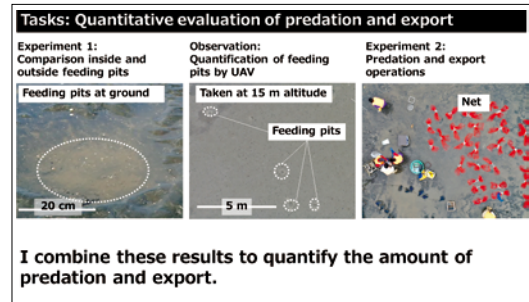 Tasks: Quantitative evaluation of predation and export
Experiment 1:
Comparison inside and
outside feeding pits
Observation:
Quantification of feeding
pits by UAV
Experiment 2:
Predation and export
operations
Feeding pits at ground
20 cm
Taken at 15 m altitude
Feeding pits
5 m
Net
I combine these results to quantify the amount of
predation and export.